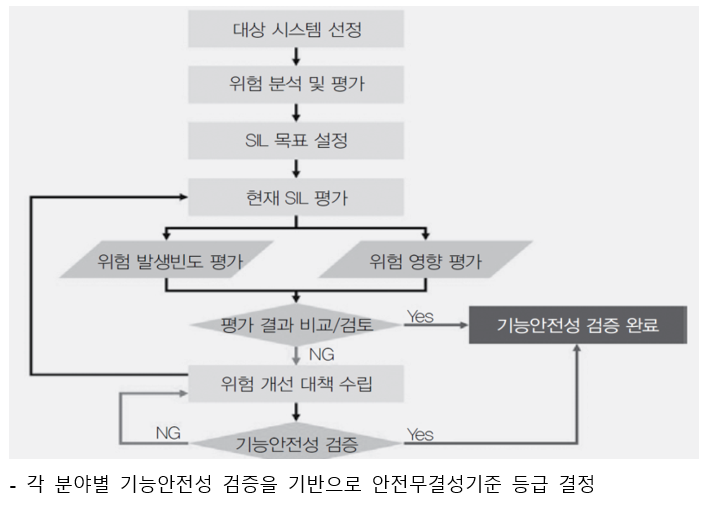 대상 시스템 선정
위험 분석 및 평가
SIL 목표 설정
현재 SIL 평가
위험 발생빈도 평가
위험 영향 평가
평가 결과 비교/검토
Yes
기능안전성 검증 완료
NG
위험 개선 대책 수립
NG
기능안전성 검증
Yes
- 각 분야별 기능안전성 검증을 기반으로 안전무결성기준 등급 결정